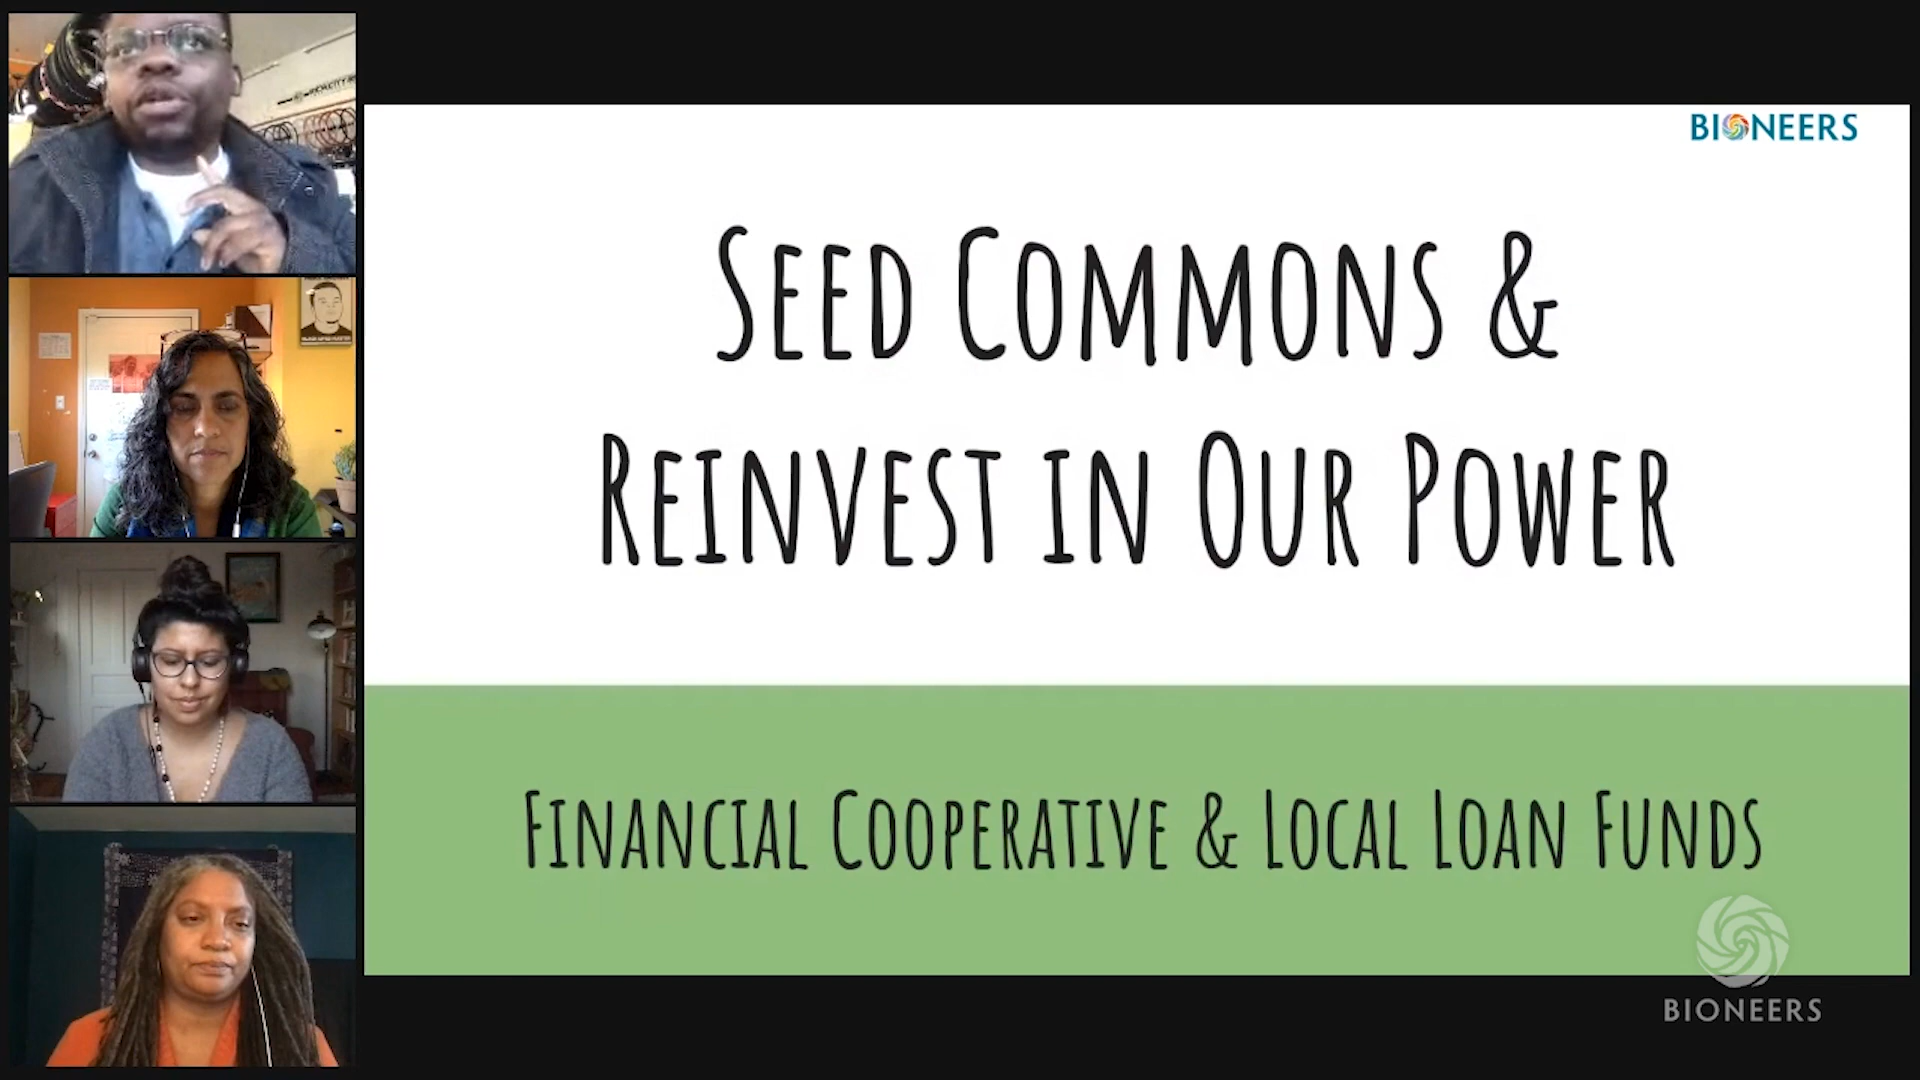 BIONEERS
SEED COMMONS &
REINVEST IN OUR POWER
FINANCIAL COOPERATIVE & LOCAL LOAN FUNDS
BIONEERS